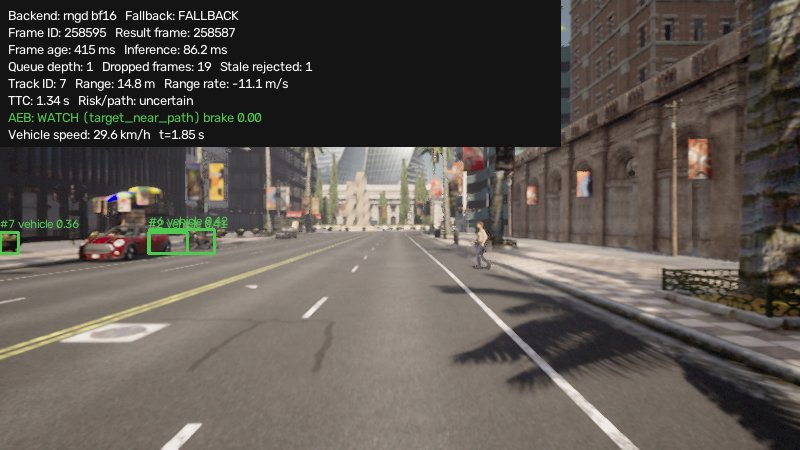 Backend: rngd bf16 Fallback: FALLBACK
Frame ID: 258595 Result frame: 258587
Frame age: 415 ms Inference: 86.2 ms
Queue depth: 1 Dropped frames: 19 Stale rejected: 1
Track ID: 7 Range: 14.8 m Range rate: -11.1 m/s
TTC: 1.34 s Risk/path: uncertain
AEB: WATCH (target_near_path) brake 0.00
Vehicle speed: 29.6 km/h t=1.85 s
#7 vehicle 0.36
#6 vehicle 0.42